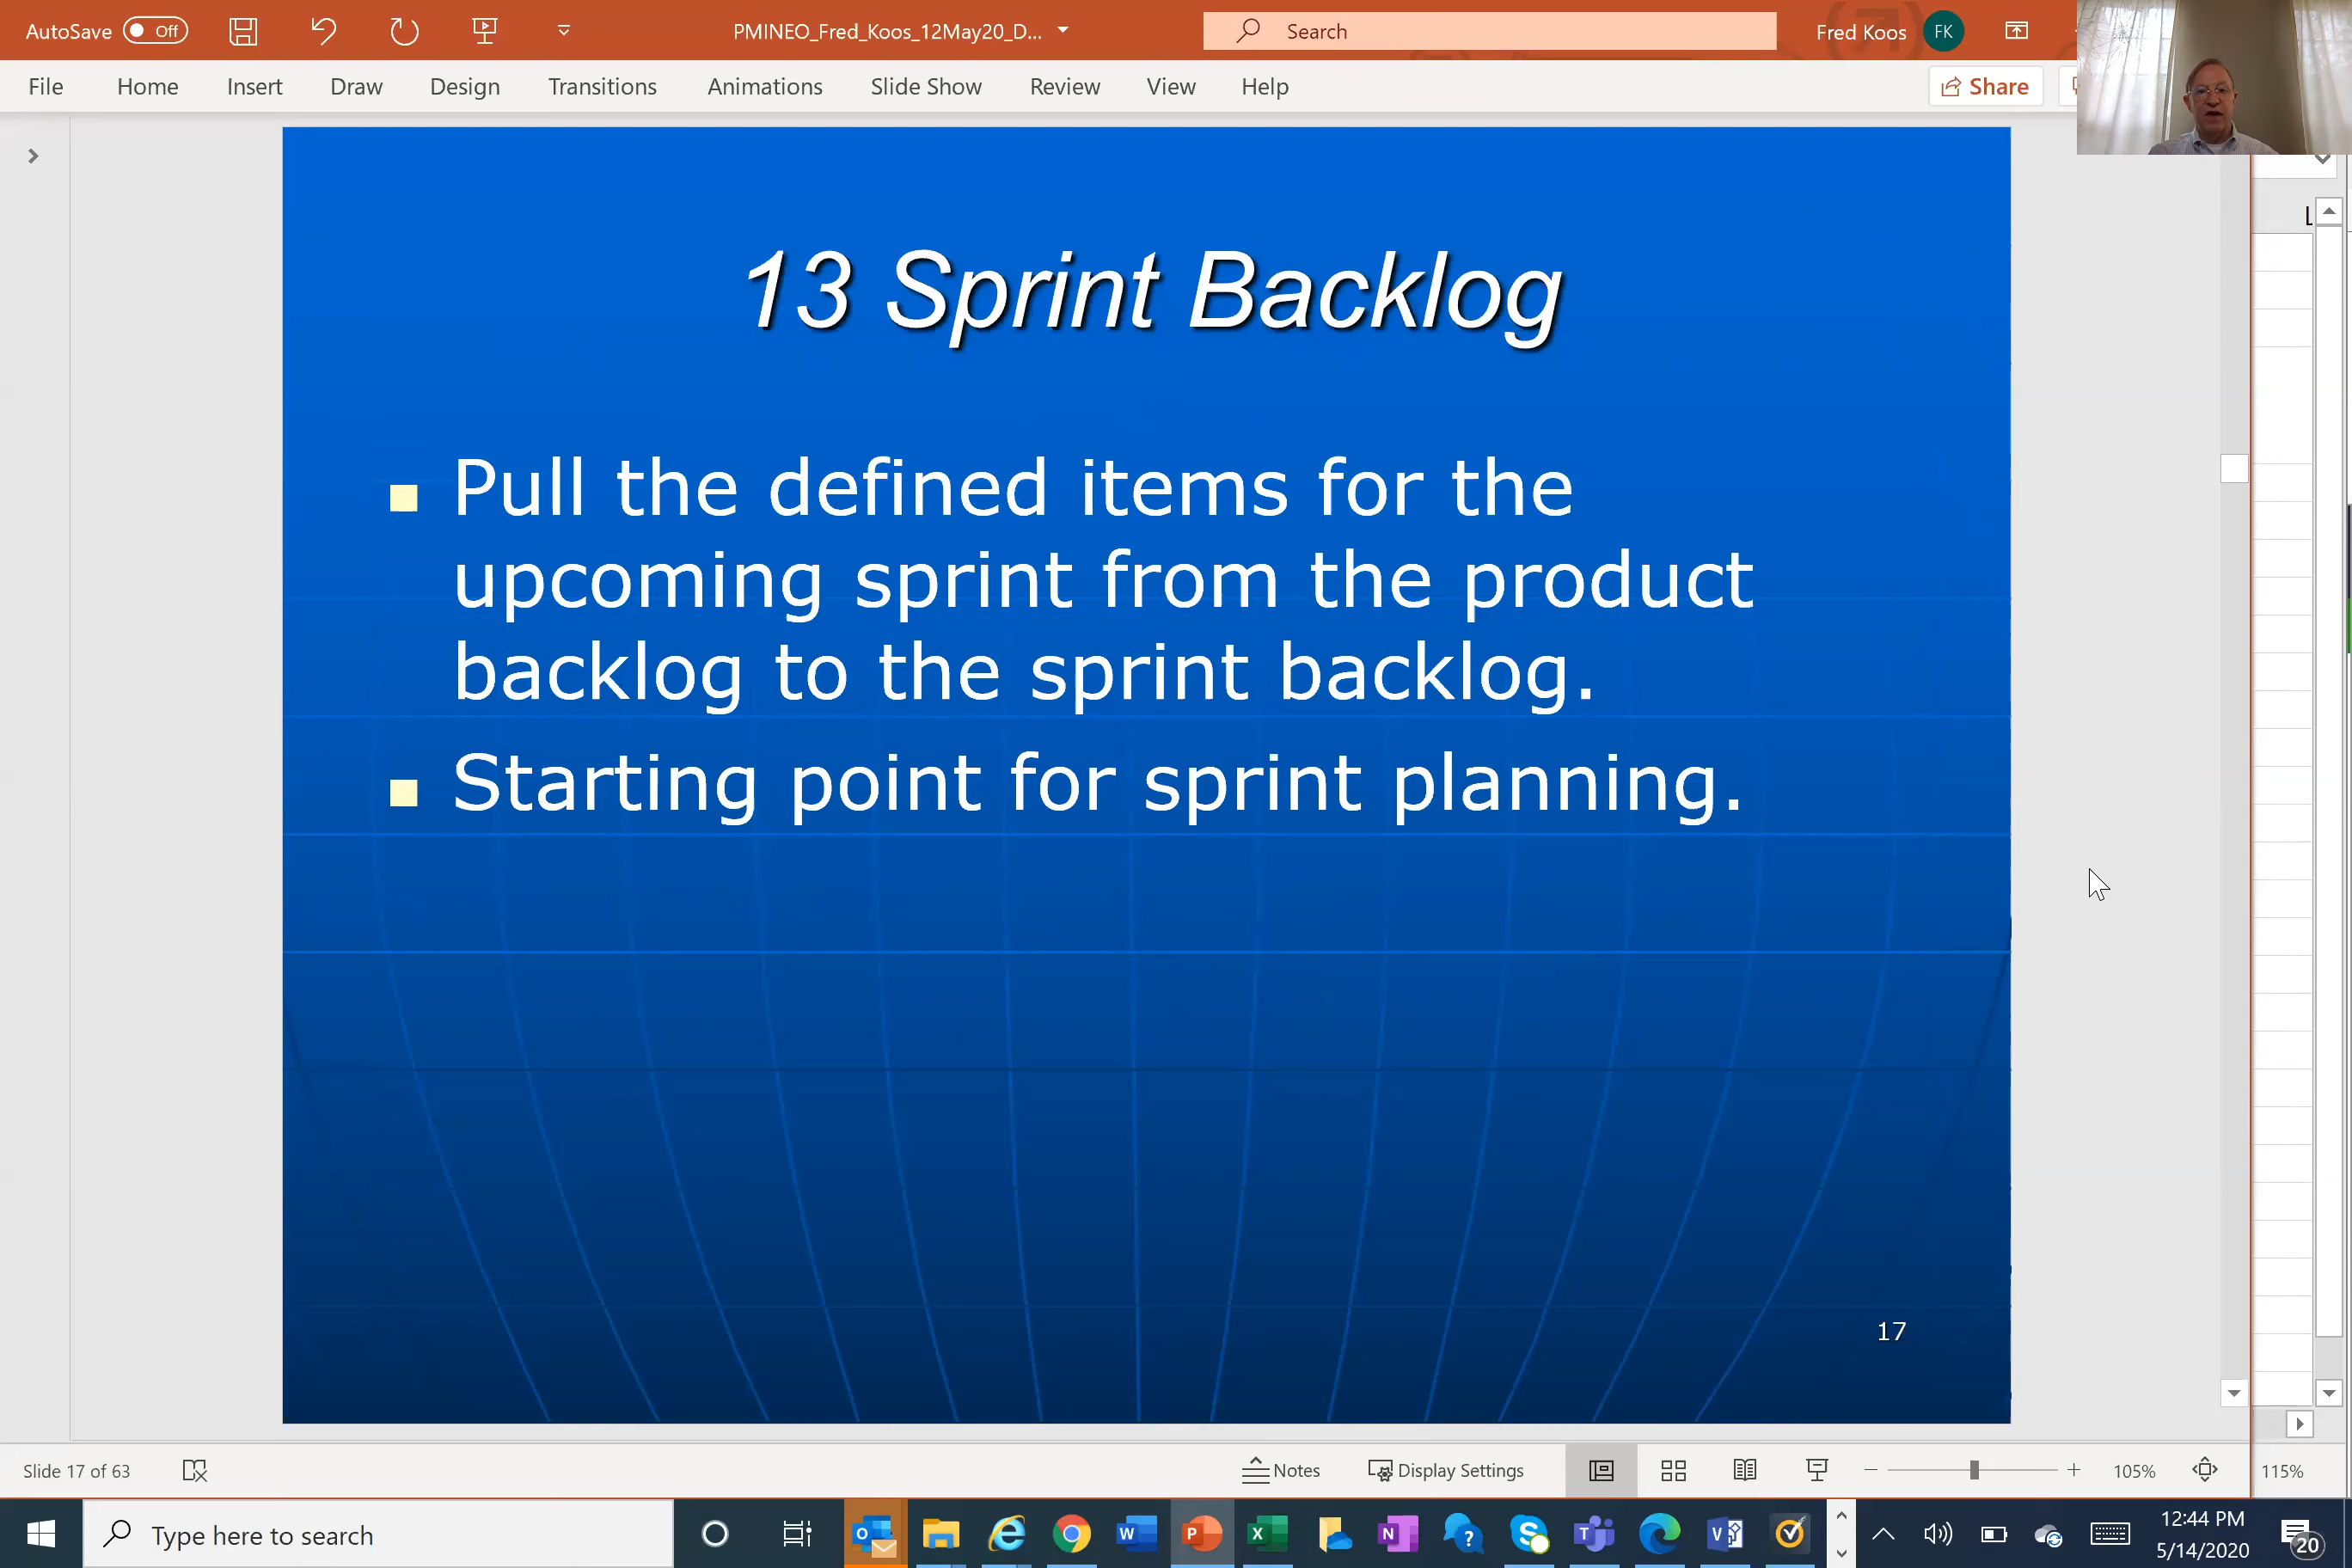 AutoSave Off PMINEO_Fred_Koos_12May20_D... Search Fred Koos FK
File Home Insert Draw Design Transitions Animations Slide Show Review View Help Share
13 Sprint Backlog
Pull the defined items for the
upcoming sprint from the product
backlog to the sprint backlog.
Starting point for sprint planning.
17
Slide 17 of 63 Notes Display Settings 105% 115%
Type here to search
12:44 PM
5/14/2020
20